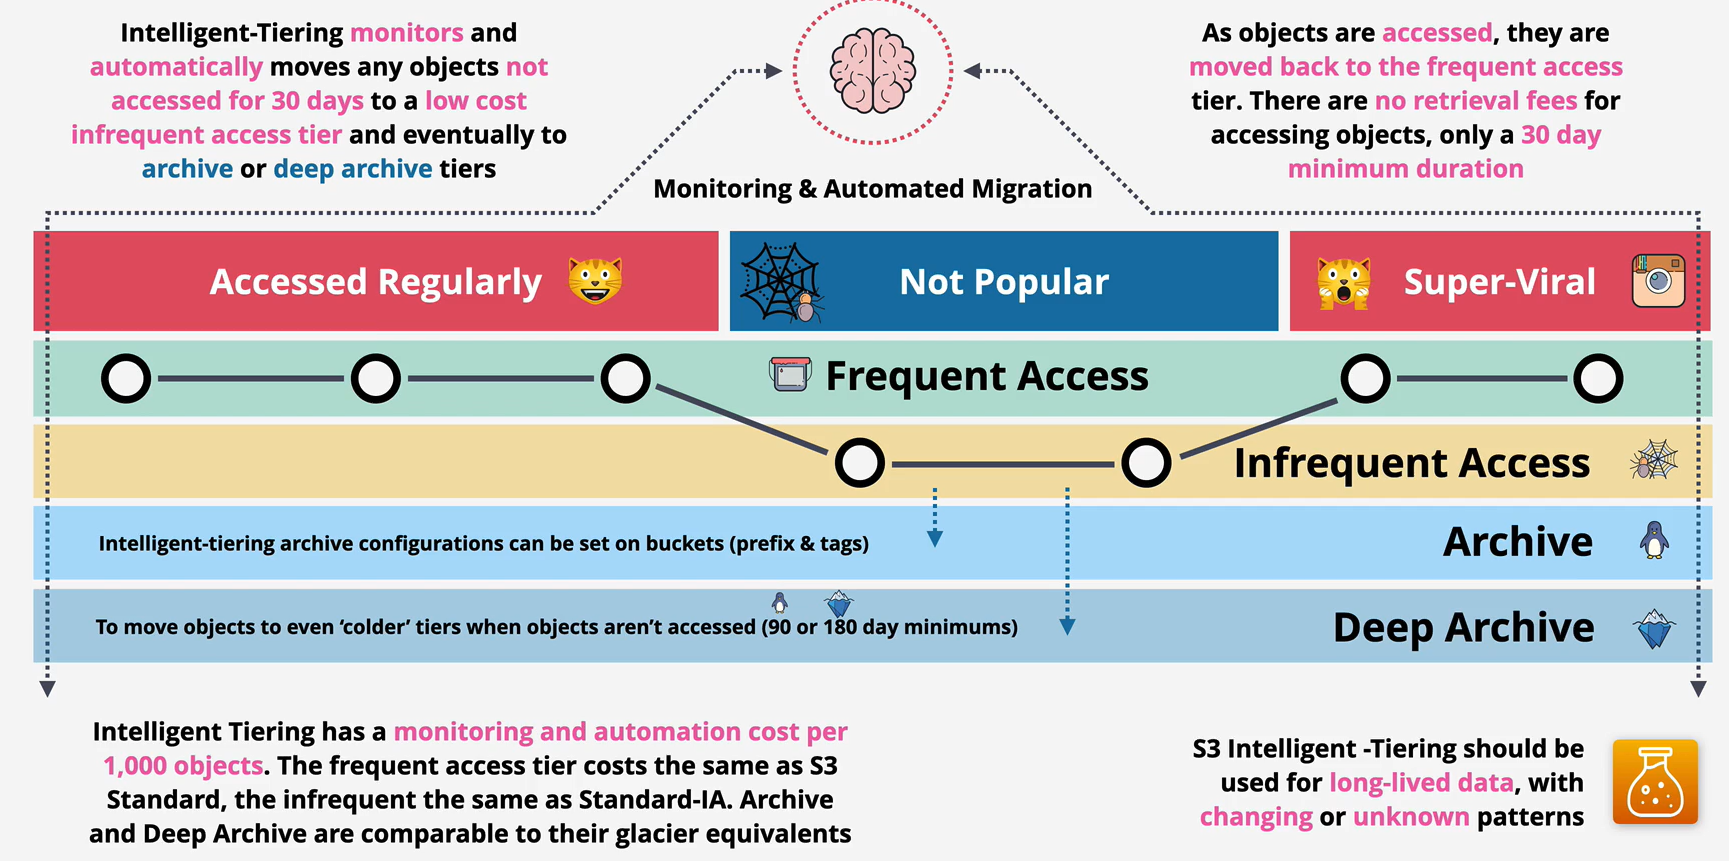 Intelligent-Tiering monitors and
automatically moves any objects not
accessed for 30 days to a low cost
infrequent access tier and eventually to
archive or deep archive tiers
As objects are accessed, they are
moved back to the frequent access
tier. There are no retrieval fees for
accessing objects, only a 30 day
minimum duration
Monitoring & Automated Migration
Accessed Regularly
Not Popular
Super-Viral
Frequent Access
Infrequent Access
Intelligent-tiering archive configurations can be set on buckets (prefix & tags)
Archive
To move objects to even ‘colder’ tiers when objects aren’t accessed (90 or 180 day minimums)
Deep Archive
Intelligent Tiering has a monitoring and automation cost per
1,000 objects. The frequent access tier costs the same as S3
Standard, the infrequent the same as Standard-IA. Archive
and Deep Archive are comparable to their glacier equivalents
S3 Intelligent -Tiering should be
used for long-lived data, with
changing or unknown patterns